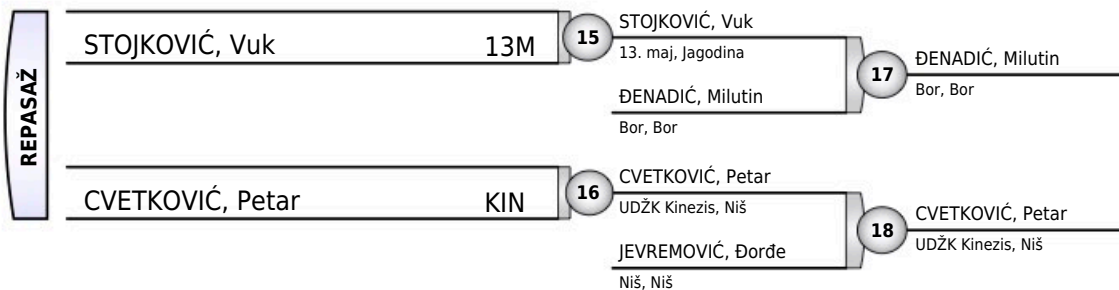 REPASAŽ
STOJKOVIĆ, Vuk 13M
15
STOJKOVIĆ, Vuk
13. maj, Jagodina
ĐENADIĆ, Milutin
Bor, Bor
17
ĐENADIĆ, Milutin
Bor, Bor
CVETKOVIĆ, Petar KIN
16
CVETKOVIĆ, Petar
UDŽK Kinezis, Niš
JEVREMOVIĆ, Đorđe
Niš, Niš
18
CVETKOVIĆ, Petar
UDŽK Kinezis, Niš